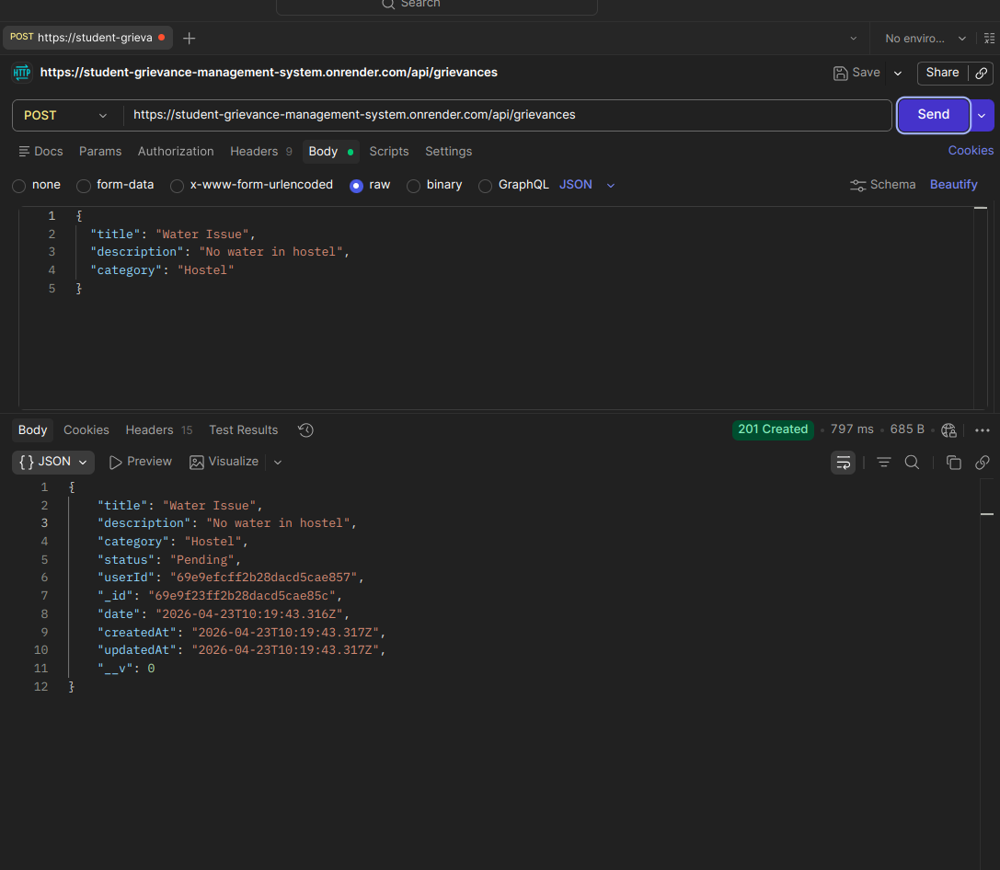 Search
POST https://student-grieva
No enviro...
HTTP https://student-grievance-management-system.onrender.com/api/grievances
Save
Share
POST https://student-grievance-management-system.onrender.com/api/grievances
Send
Docs Params Authorization Headers 9 Body Scripts Settings Cookies
none form-data x-www-form-urlencoded raw binary GraphQL JSON Schema Beautify
1 {
2 "title": "Water Issue",
3 "description": "No water in hostel",
4 "category": "Hostel"
5 }
Body Cookies Headers 15 Test Results 201 Created • 797 ms • 685 B
{} JSON Preview Visualize
1 {
2 "title": "Water Issue",
3 "description": "No water in hostel",
4 "category": "Hostel",
5 "status": "Pending",
6 "userId": "69e9efcff2b28dacd5cae857",
7 "_id": "69e9f23ff2b28dacd5cae85c",
8 "date": "2026-04-23T10:19:43.316Z",
9 "createdAt": "2026-04-23T10:19:43.317Z",
10 "updatedAt": "2026-04-23T10:19:43.317Z",
11 "__v": 0
12 }